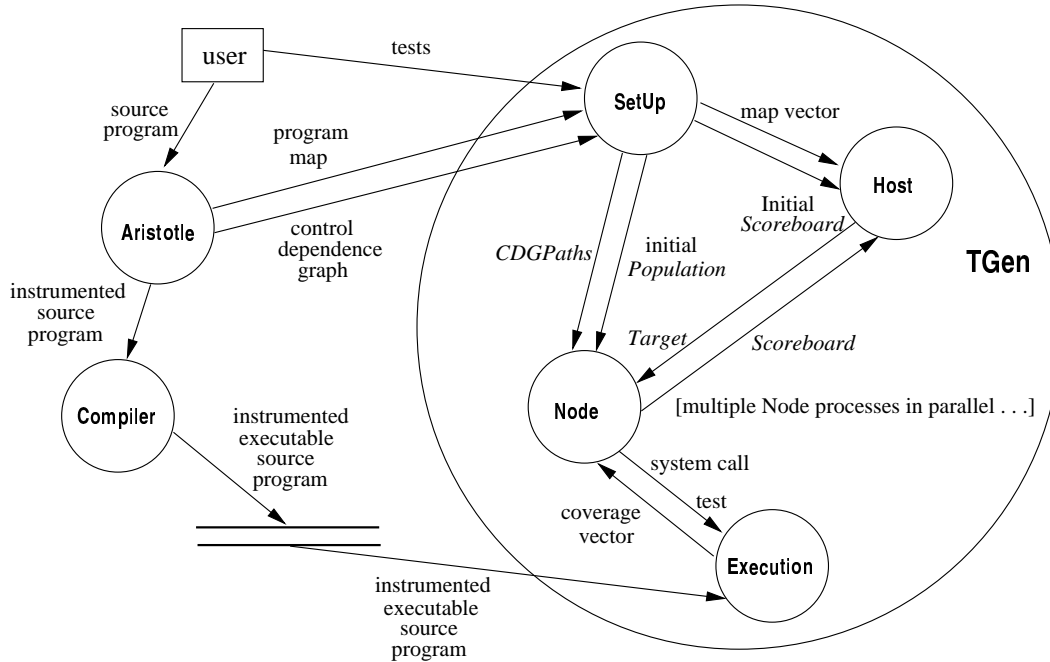 user
tests
source
program
SetUp
map vector
program
map
Host
Initial
Scoreboard
Aristotle
control
dependence
graph
CDGPaths
initial
Population
TGen
instrumented
source
program
Target
Scoreboard
Compiler
Node
[multiple Node processes in parallel . . .]
instrumented
executable
source
program
system call
test
coverage
vector
Execution
instrumented
executable
source
program